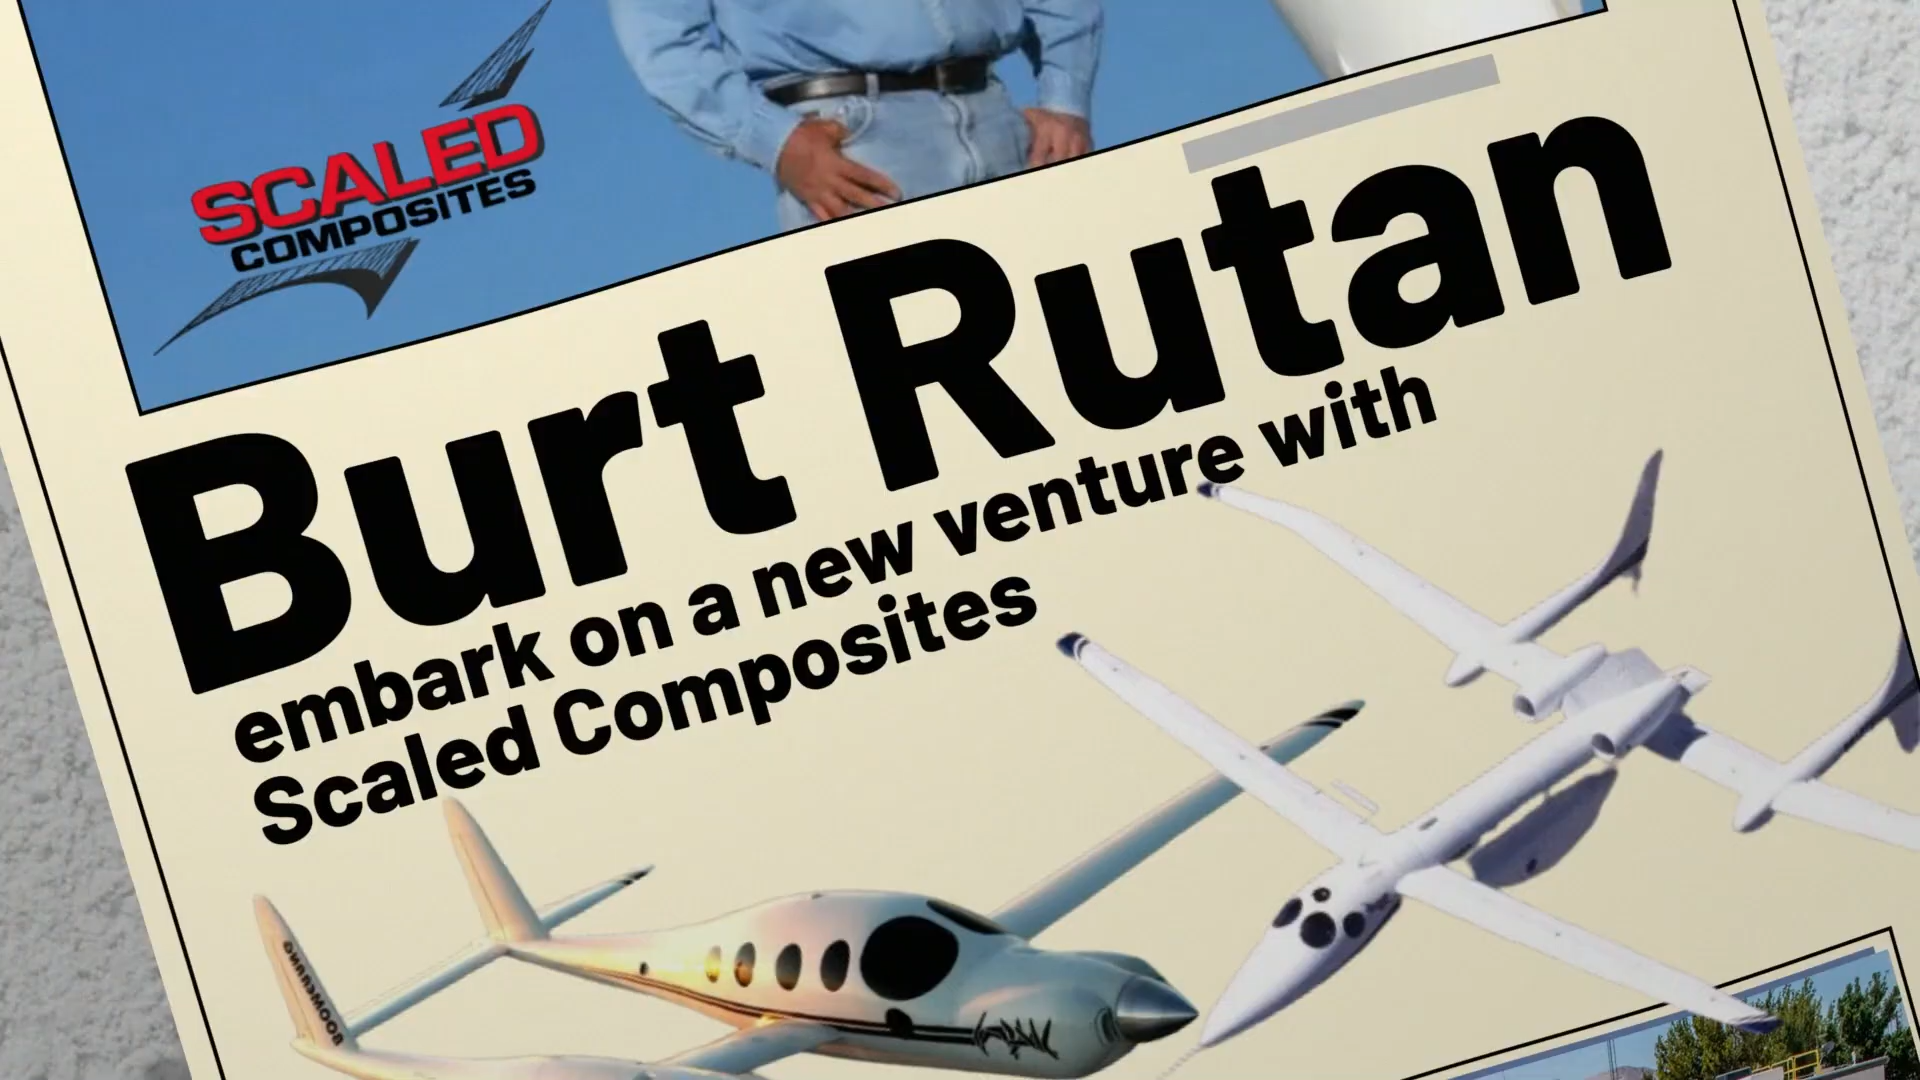 SCALED
COMPOSITES
Burt Rutan
embark on a new venture with
Scaled Composites
BOOMERANG